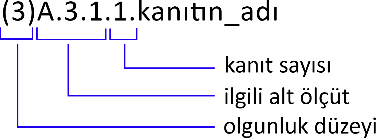 (3)A.3.1.1.kanıtın_adı
kanıt sayısı
ilgili alt ölçüt
olgunluk düzeyi